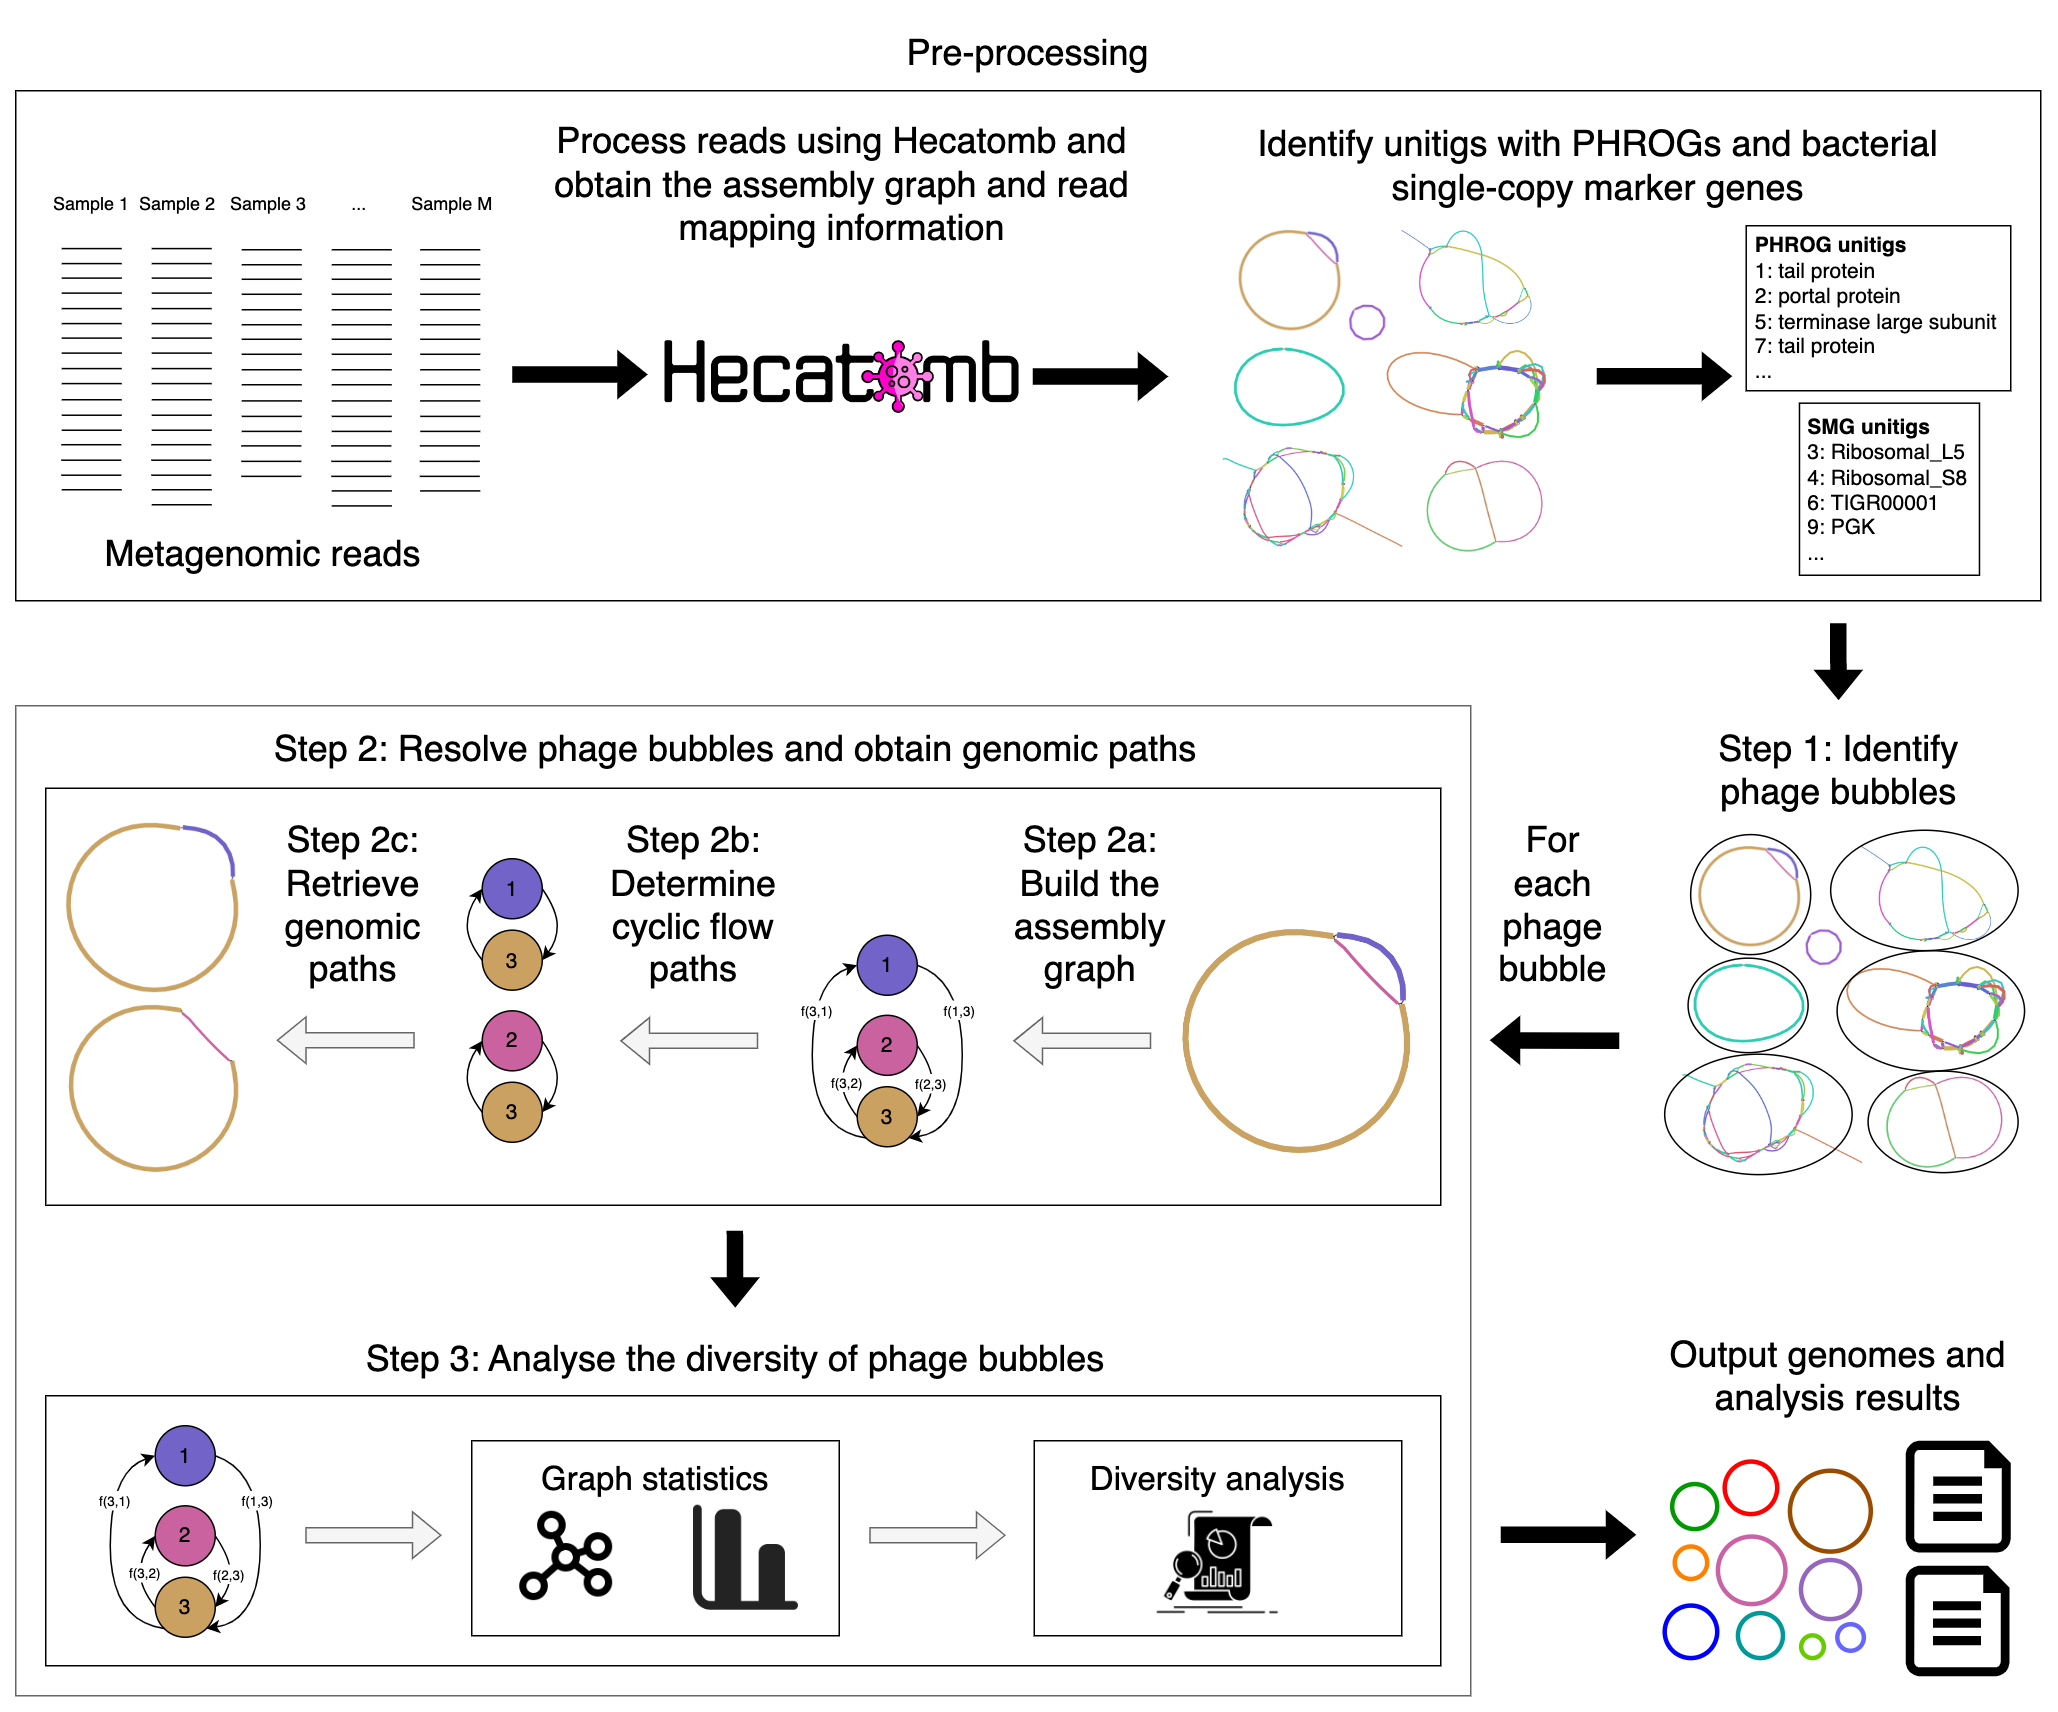 Pre-processing
Sample 1 Sample 2 Sample 3 ... Sample M
Metagenomic reads
Process reads using Hecatomb and
obtain the assembly graph and read
mapping information
Hecatomb
Identify unitigs with PHROGs and bacterial
single-copy marker genes
PHROG unitigs
1: tail protein
2: portal protein
5: terminase large subunit
7: tail protein
...
SMG unitigs
3: Ribosomal_L5
4: Ribosomal_S8
6: TIGR00001
9: PGK
...
Step 1: Identify
phage bubbles
For
each
phage
bubble
Step 2: Resolve phage bubbles and obtain genomic paths
Step 2a:
Build the
assembly
graph
1
f(3,1)
f(1,3)
2
f(3,2)
f(2,3)
3
Step 2b:
Determine
cyclic flow
paths
1
3
2
3
Step 2c:
Retrieve
genomic
paths
Step 3: Analyse the diversity of phage bubbles
1
f(3,1)
f(1,3)
2
f(3,2)
f(2,3)
3
Graph statistics
Diversity analysis
Output genomes and
analysis results